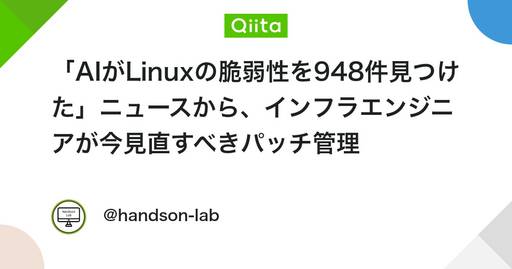 Qiita
「AIがLinuxの脆弱性を948件見つけ
た」ニュースから、インフラエンジニ
アが今見直すべきパッチ管理
@handson-lab